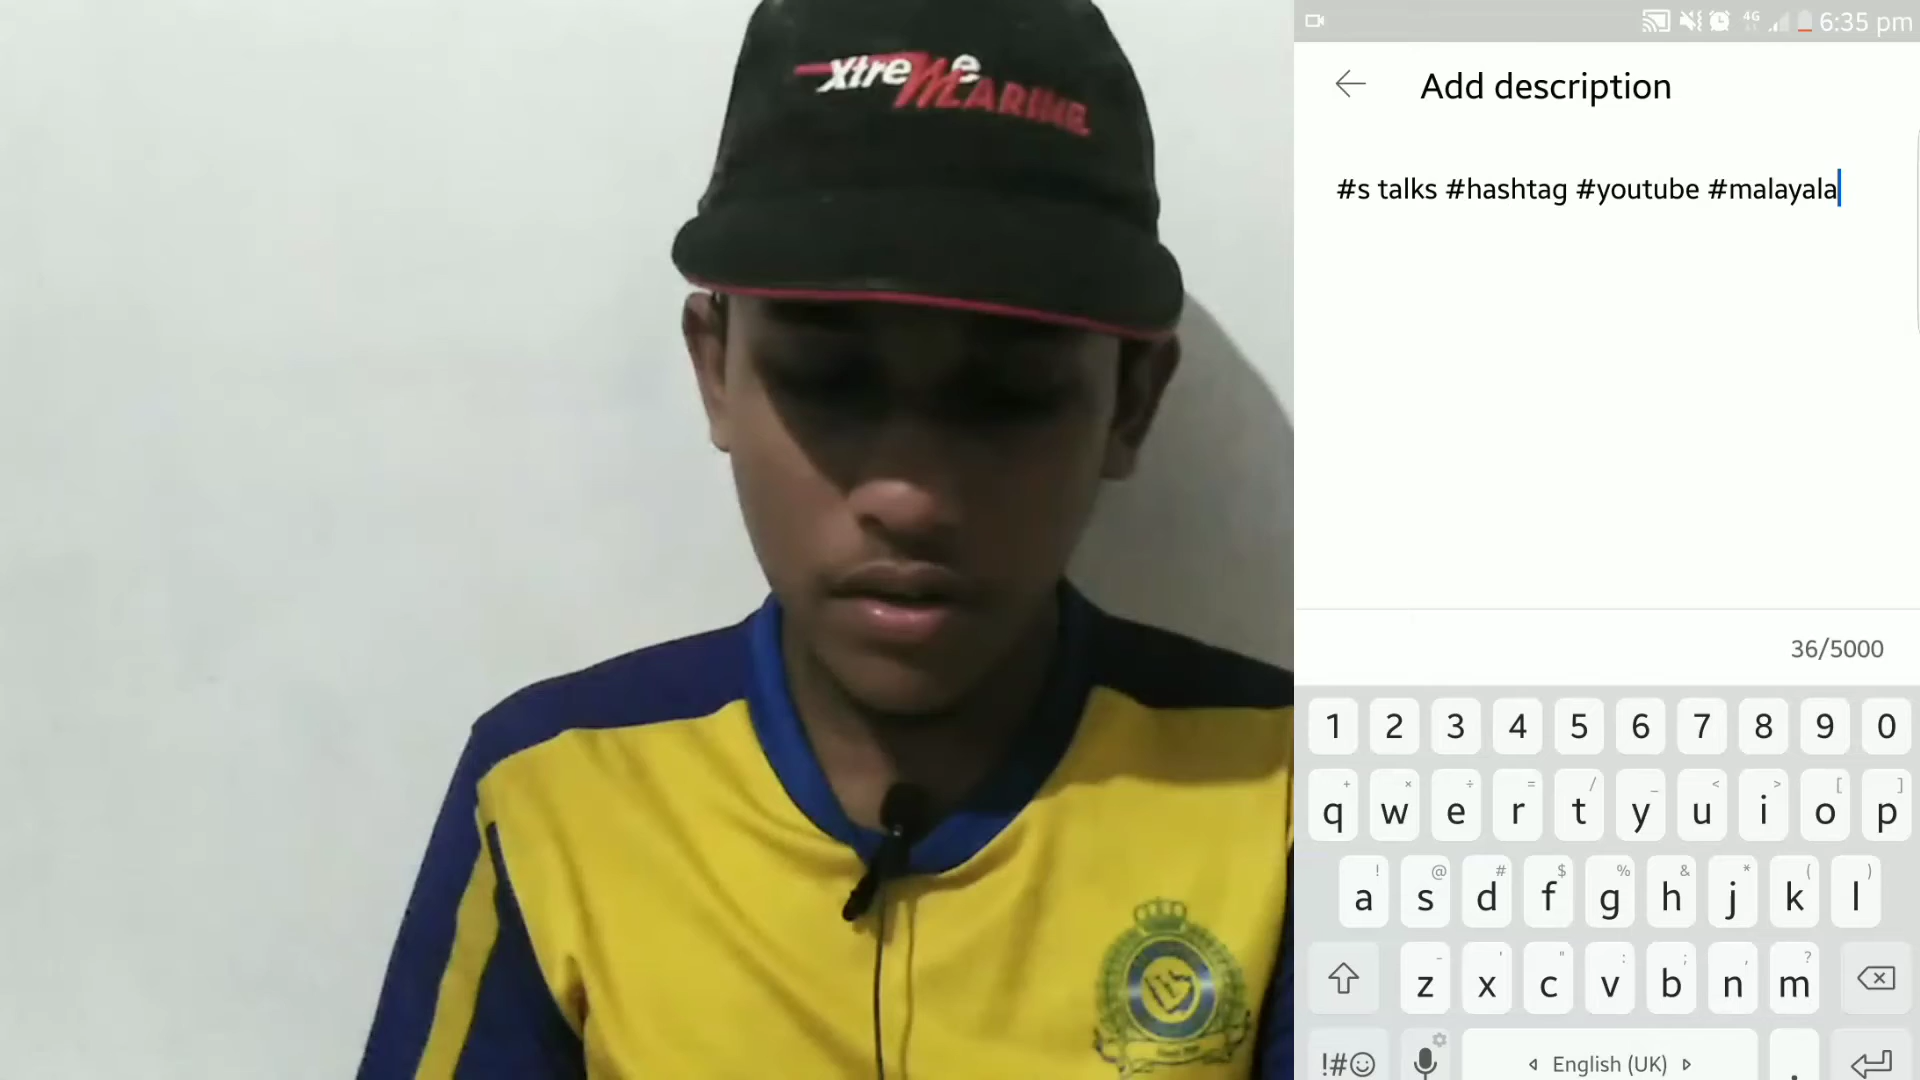 xtreme
MARINE
4G
6:35 pm
Add description
#s talks #hashtag #youtube #malayala
36/5000
1 2 3 4 5 6 7 8 9 0
+ × ÷ = / _ < > [ ]
q w e r t y u i o p
! @ # $ % & * ( )
a s d f g h j k l
- ' " : ; , ?
z x c v b n m
!#☺ English (UK) .